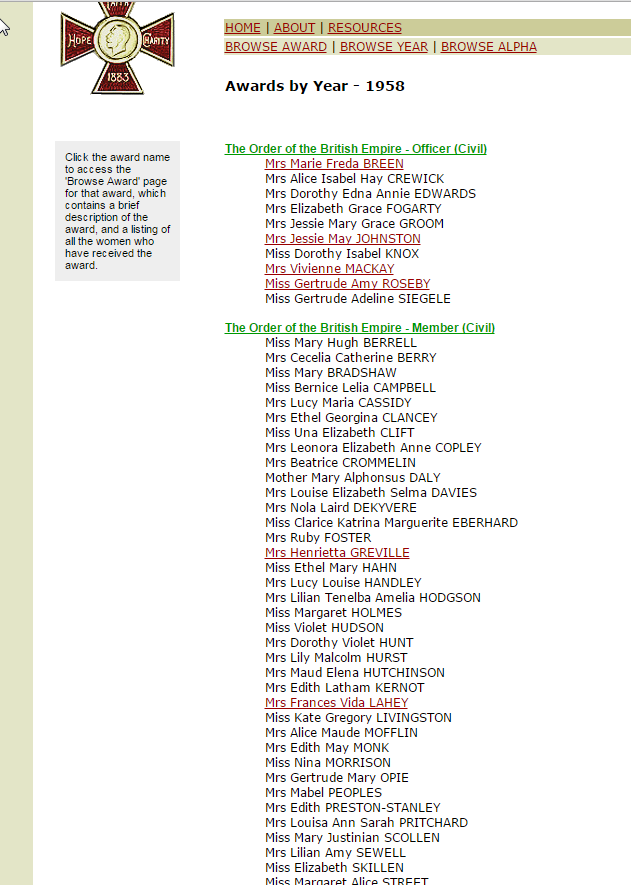 FAITH
HOPE
CHARITY
1883
HOME | ABOUT | RESOURCES
BROWSE AWARD | BROWSE YEAR | BROWSE ALPHA
Awards by Year - 1958
Click the award name
to access the
'Browse Award' page
for that award, which
contains a brief
description of the
award, and a listing of
all the women who
have received the
award.
The Order of the British Empire - Officer (Civil)
Mrs Marie Freda BREEN
Mrs Alice Isabel Hay CREWICK
Mrs Dorothy Edna Annie EDWARDS
Mrs Elizabeth Grace FOGARTY
Mrs Jessie Mary Grace GROOM
Mrs Jessie May JOHNSTON
Miss Dorothy Isabel KNOX
Mrs Vivienne MACKAY
Miss Gertrude Amy ROSEBY
Miss Gertrude Adeline SIEGELE
The Order of the British Empire - Member (Civil)
Miss Mary Hugh BERRELL
Mrs Cecelia Catherine BERRY
Miss Mary BRADSHAW
Miss Bernice Lelia CAMPBELL
Mrs Lucy Maria CASSIDY
Mrs Ethel Georgina CLANCEY
Miss Una Elizabeth CLIFT
Mrs Leonora Elizabeth Anne COPLEY
Mrs Beatrice CROMMELIN
Mother Mary Alphonsus DALY
Mrs Louise Elizabeth Selma DAVIES
Mrs Nola Laird DEKYVERE
Miss Clarice Katrina Marguerite EBERHARD
Mrs Ruby FOSTER
Mrs Henrietta GREVILLE
Miss Ethel Mary HAHN
Mrs Lucy Louise HANDLEY
Mrs Lilian Tenelba Amelia HODGSON
Miss Margaret HOLMES
Miss Violet HUDSON
Mrs Dorothy Violet HUNT
Mrs Lily Malcolm HURST
Mrs Maud Elena HUTCHINSON
Mrs Edith Latham KERNOT
Mrs Frances Vida LAHEY
Miss Kate Gregory LIVINGSTON
Mrs Alice Maude MOFFLIN
Mrs Edith May MONK
Miss Nina MORRISON
Mrs Gertrude Mary OPIE
Mrs Mabel PEOPLES
Mrs Edith PRESTON-STANLEY
Mrs Louisa Ann Sarah PRITCHARD
Miss Mary Justinian SCOLLEN
Mrs Lilian Amy SEWELL
Miss Elizabeth SKILLEN
Miss Margaret Alice STREET